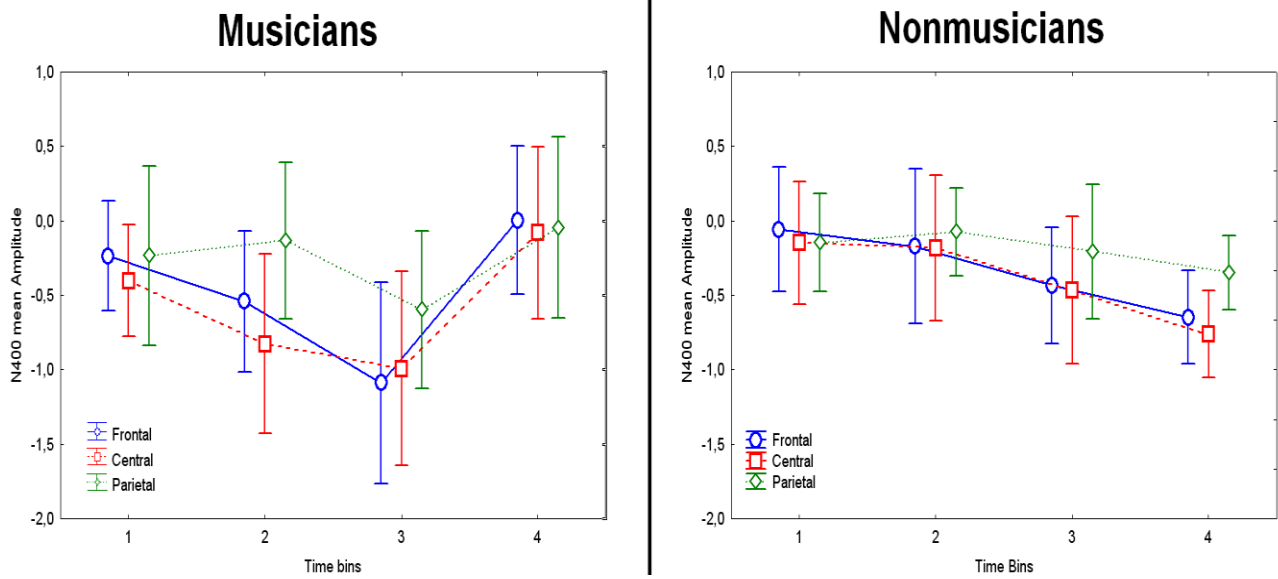 Musicians
1,0
0,5
0,0
-0,5
-1,0
-1,5
-2,0
N400 mean Amplitude
Frontal
Central
Parietal
1 2 3 4
Time bins
Nonmusicians
1,0
0,5
0,0
-0,5
-1,0
-1,5
-2,0
N400 mean Amplitude
Frontal
Central
Parietal
1 2 3 4
Time Bins